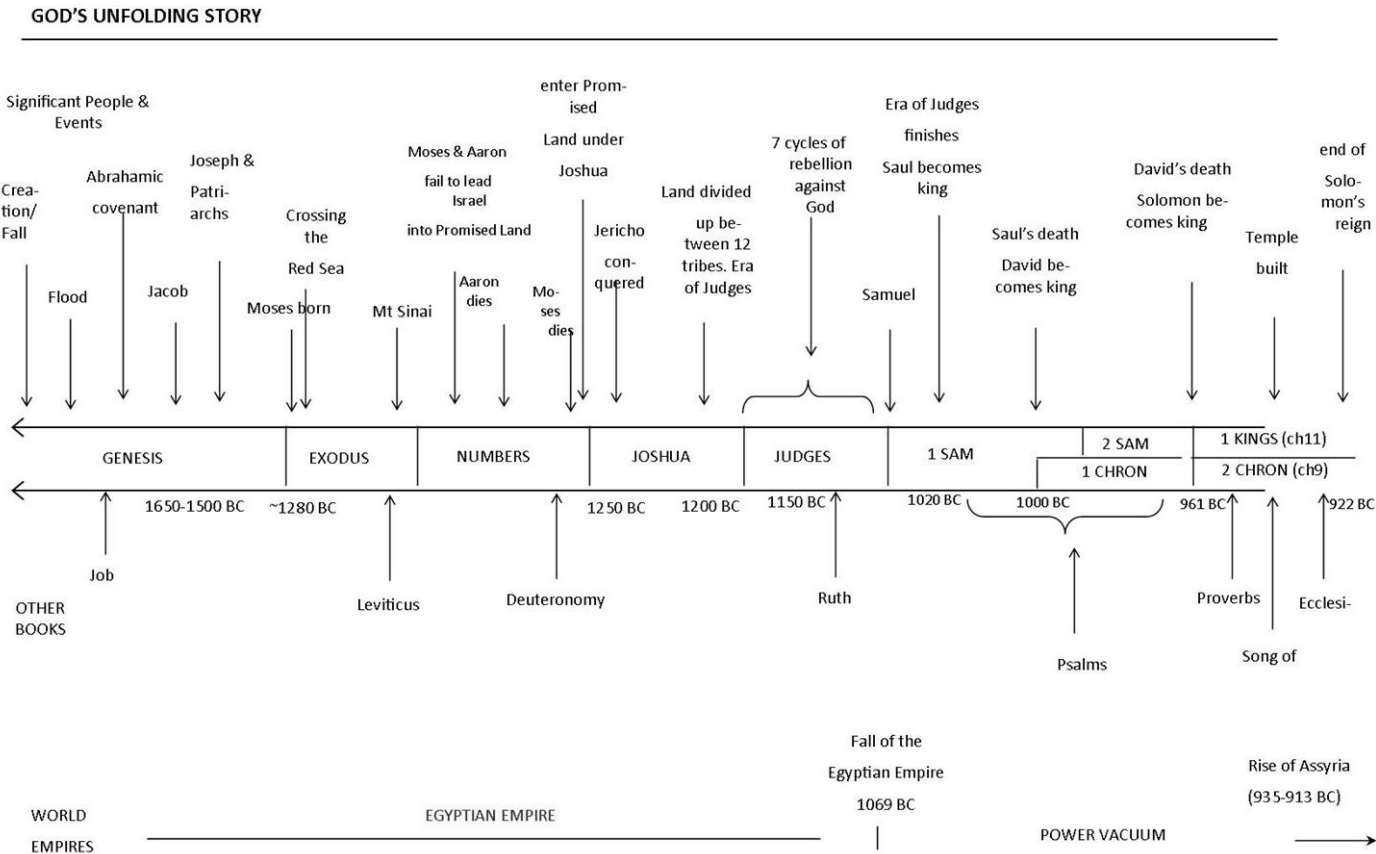 GOD'S UNFOLDING STORY
Significant People &
Events
Crea-
tion/
Fall
Flood
Abrahamic
covenant
Jacob
Joseph &
Patri-
archs
Moses born
Crossing
the
Red Sea
Mt Sinai
Moses & Aaron
fail to lead
Israel
into Promised Land
Aaron
dies
Mo-
ses
dies
enter Prom-
ised
Land under
Joshua
Jericho
con-
quered
Land divided
up be-
tween 12
tribes. Era
of Judges
7 cycles of
rebellion
against
God
Samuel
Era of Judges
finishes
Saul becomes
king
Saul's death
David be-
comes king
David's death
Solomon be-
comes king
Temple
built
end of
Solo-
mon's
reign
GENESIS
EXODUS
NUMBERS
JOSHUA
JUDGES
1 SAM
2 SAM
1 CHRON
1 KINGS (ch11)
2 CHRON (ch9)
1650-1500 BC
~1280 BC
1250 BC
1200 BC
1150 BC
1020 BC
1000 BC
961 BC
922 BC
OTHER
BOOKS
Job
Leviticus
Deuteronomy
Ruth
Psalms
Proverbs
Song of
Ecclesi-
WORLD
EMPIRES
EGYPTIAN EMPIRE
Fall of the
Egyptian Empire
1069 BC
POWER VACUUM
Rise of Assyria
(935-913 BC)